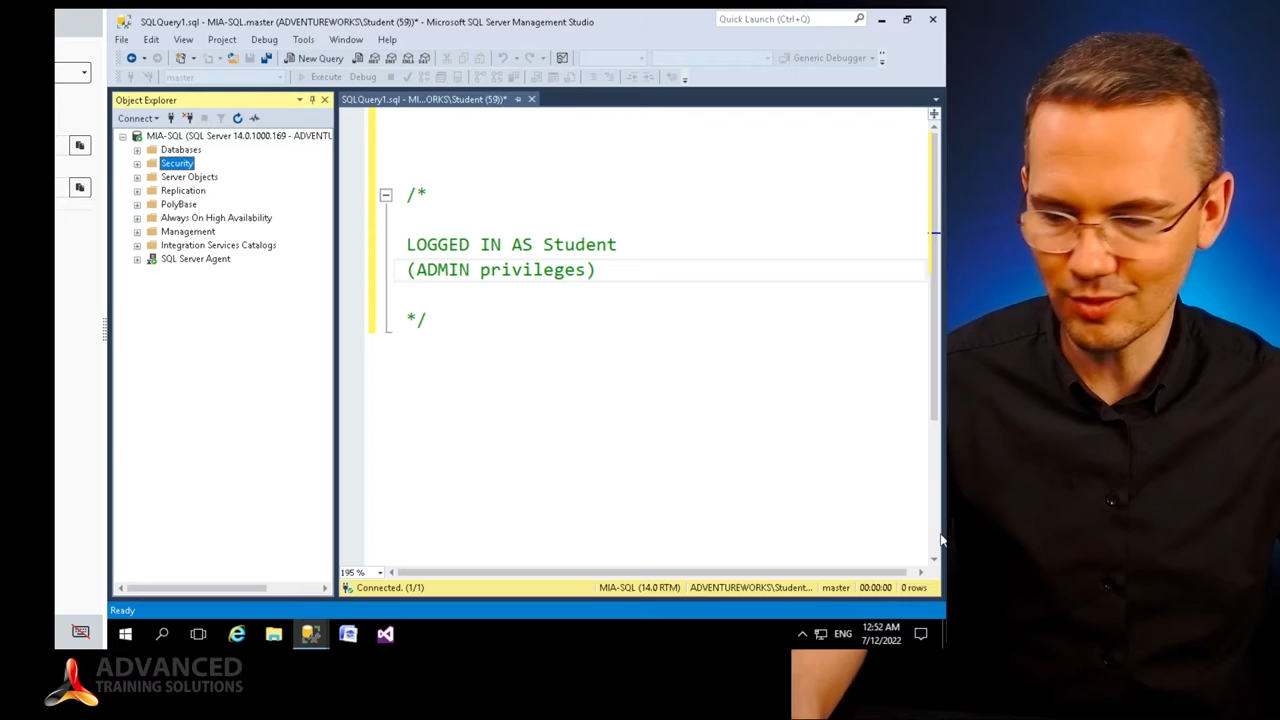 SQLQuery1.sql - MIA-SQL.master (ADVENTUREWORKS\Student (59))* - Microsoft SQL Server Management Studio
Quick Launch (Ctrl+Q)
File Edit View Project Debug Tools Window Help
New Query
Generic Debugger
master
Execute Debug
Object Explorer
SQLQuery1.sql - MI...ORKS\Student (59))*
Connect
MIA-SQL (SQL Server 14.0.1000.169 - ADVENTU
Databases
Security
Server Objects
Replication
PolyBase
Always On High Availability
Management
Integration Services Catalogs
SQL Server Agent
/*
LOGGED IN AS Student
(ADMIN privileges)
*/
195 %
Connected. (1/1)
MIA-SQL (14.0 RTM) ADVENTUREWORKS\Student... master 00:00:00 0 rows
Ready
ENG
12:52 AM
7/12/2022
ADVANCED
TRAINING SOLUTIONS